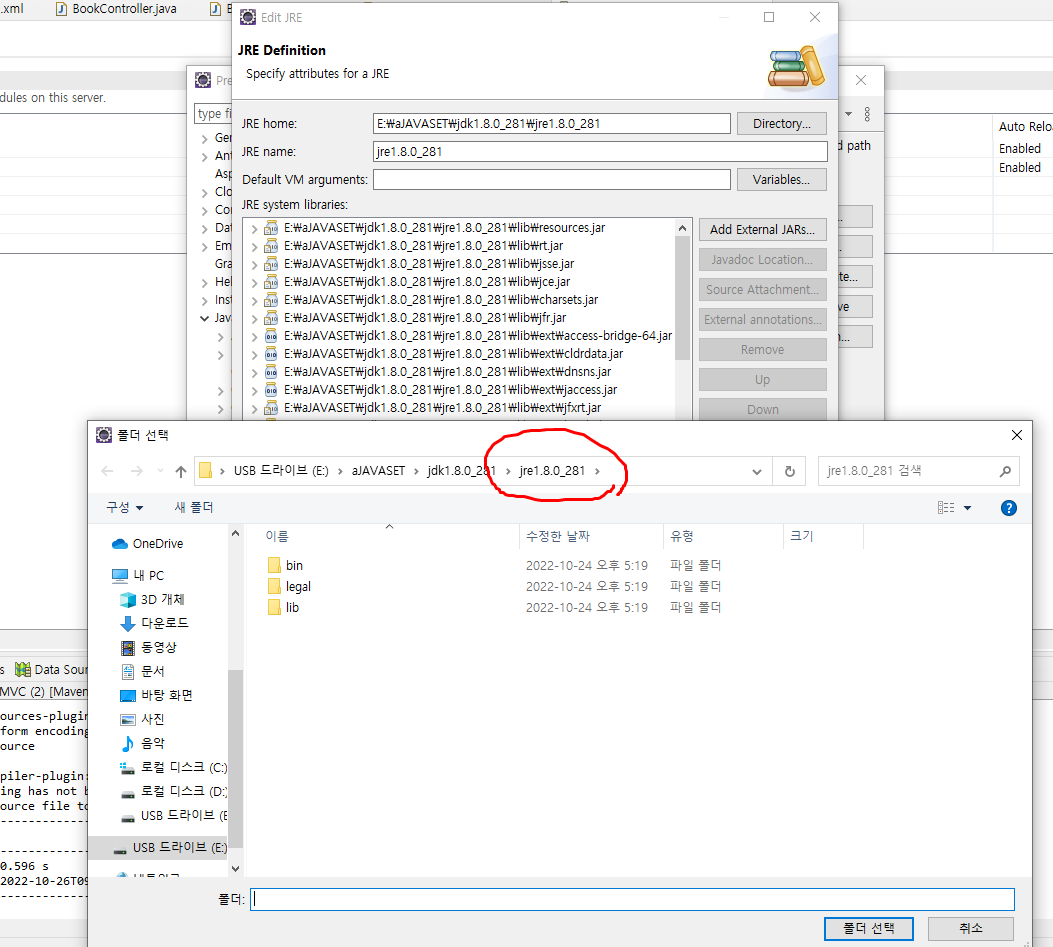 .xml
BookController.java
Edit JRE
JRE Definition
Specify attributes for a JRE
dules on this server.
type fi
JRE home:
E:₩aJAVASET₩jdk1.8.0_281₩jre1.8.0_281
Directory...
JRE name:
jre1.8.0_281
Default VM arguments:
Variables...
JRE system libraries:
E:₩aJAVASET₩jdk1.8.0_281₩jre1.8.0_281₩lib₩resources.jar
E:₩aJAVASET₩jdk1.8.0_281₩jre1.8.0_281₩lib₩rt.jar
E:₩aJAVASET₩jdk1.8.0_281₩jre1.8.0_281₩lib₩jsse.jar
E:₩aJAVASET₩jdk1.8.0_281₩jre1.8.0_281₩lib₩jce.jar
E:₩aJAVASET₩jdk1.8.0_281₩jre1.8.0_281₩lib₩charsets.jar
E:₩aJAVASET₩jdk1.8.0_281₩jre1.8.0_281₩lib₩jfr.jar
E:₩aJAVASET₩jdk1.8.0_281₩jre1.8.0_281₩lib₩ext₩access-bridge-64.jar
E:₩aJAVASET₩jdk1.8.0_281₩jre1.8.0_281₩lib₩ext₩cldrdata.jar
E:₩aJAVASET₩jdk1.8.0_281₩jre1.8.0_281₩lib₩ext₩dnsns.jar
E:₩aJAVASET₩jdk1.8.0_281₩jre1.8.0_281₩lib₩ext₩jaccess.jar
E:₩aJAVASET₩jdk1.8.0_281₩jre1.8.0_281₩lib₩ext₩jfxrt.jar
Add External JARs...
Javadoc Location...
Source Attachment...
External annotations...
Remove
Up
Down
d path
Auto Relo
Enabled
Enabled
폴더 선택
USB 드라이브 (E:) › aJAVASET › jdk1.8.0_281 › jre1.8.0_281 ›
jre1.8.0_281 검색
구성
새 폴더
이름
수정한 날짜
유형
크기
bin 2022-10-24 오후 5:19 파일 폴더
legal 2022-10-24 오후 5:19 파일 폴더
lib 2022-10-24 오후 5:19 파일 폴더
OneDrive
내 PC
3D 개체
다운로드
동영상
문서
바탕 화면
사진
음악
로컬 디스크 (C:)
로컬 디스크 (D:)
USB 드라이브 (E
USB 드라이브 (E:)
폴더:
폴더 선택
취소
Data Sour
MVC (2) [Maven
ources-plugin
form encoding
ource
piler-plugin:
ing has not b
ource file to
0.596 s
2022-10-26T09